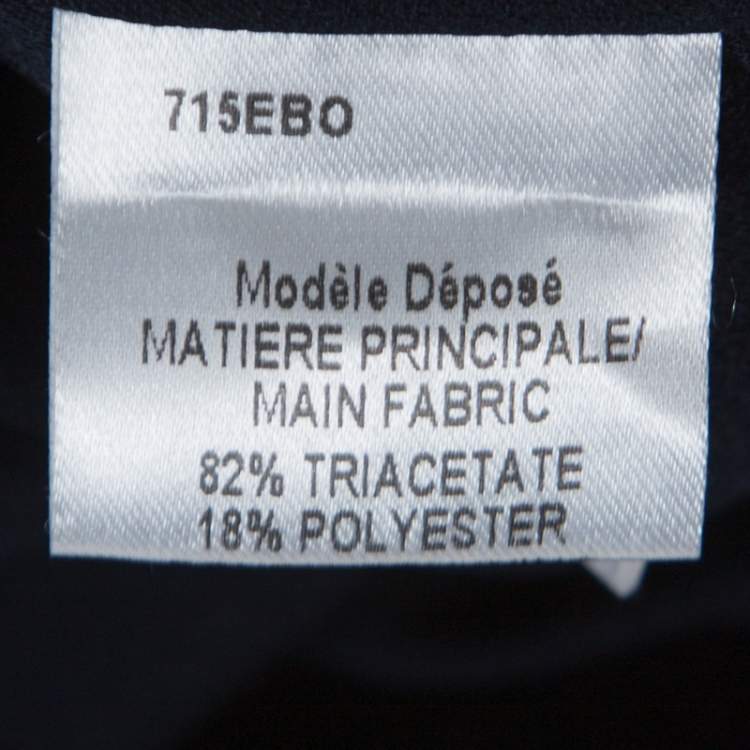 715EBO
Modèle Déposé
MATIERE PRINCIPALE/
MAIN FABRIC
82% TRIACETATE
18% POLYESTER